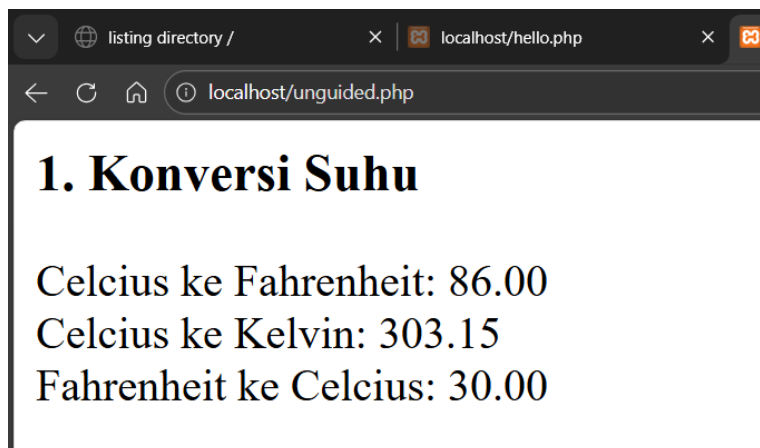 listing directory /
localhost/hello.php
localhost/unguided.php
1. Konversi Suhu
Celcius ke Fahrenheit: 86.00
Celcius ke Kelvin: 303.15
Fahrenheit ke Celcius: 30.00